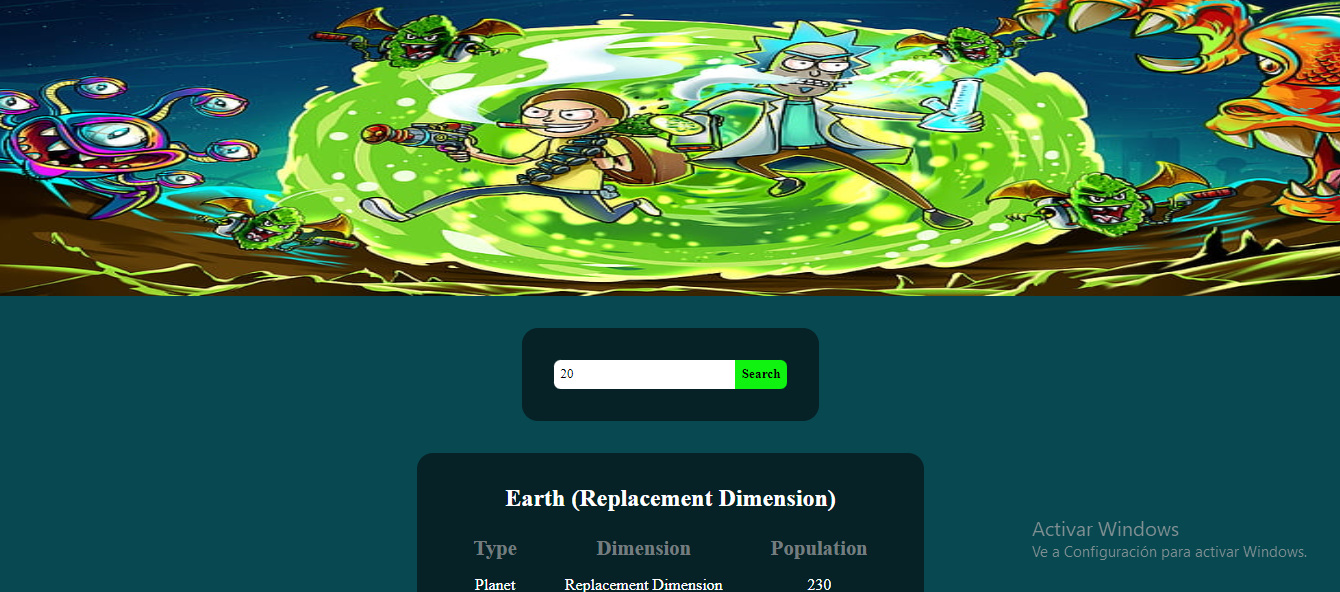 20
Search
Earth (Replacement Dimension)
Type Dimension Population
Planet Replacement Dimension 230
Activar Windows
Ve a Configuración para activar Windows.